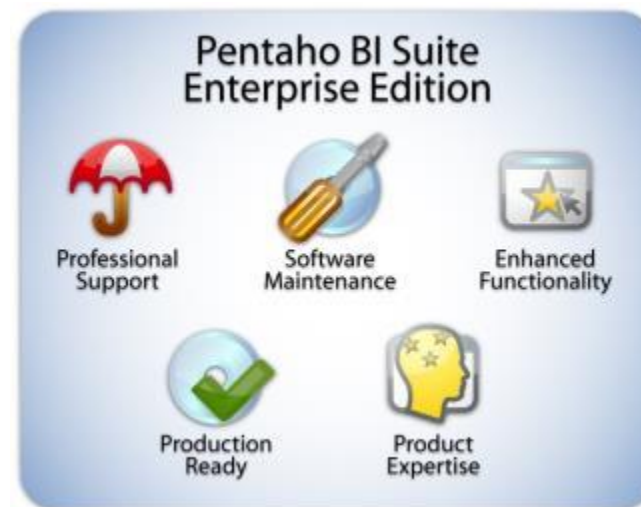 Pentaho BI Suite
Enterprise Edition
Professional
Support
Software
Maintenance
Enhanced
Functionality
Production
Ready
Product
Expertise